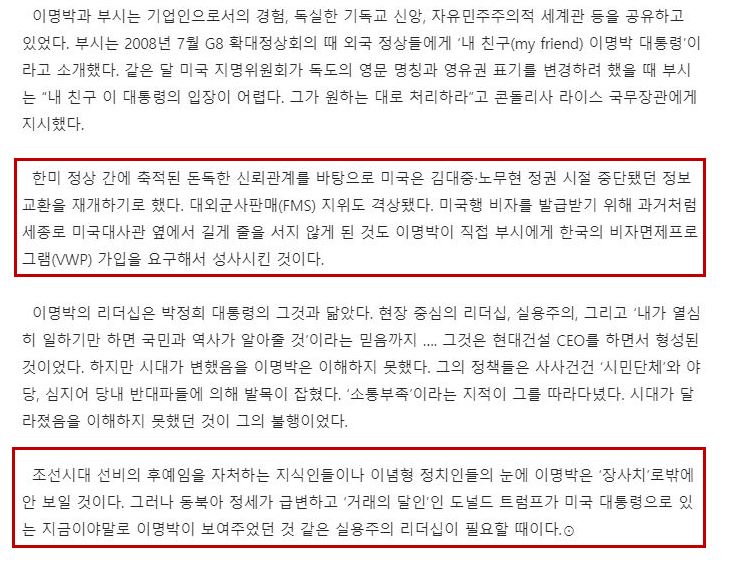 이명박과 부시는 기업인으로서의 경험, 독실한 기독교 신앙, 자유민주주의적 세계관 등을 공유하고
있었다. 부시는 2008년 7월 G8 확대정상회의 때 외국 정상들에게 ‘내 친구(my friend) 이명박 대통령’이
라고 소개했다. 같은 달 미국 지명위원회가 독도의 영문 명칭과 영유권 표기를 변경하려 했을 때 부시
는 “내 친구 이 대통령의 입장이 어렵다. 그가 원하는 대로 처리하라”고 콘돌리사 라이스 국무장관에게
지시했다.
한미 정상 간에 축적된 돈독한 신뢰관계를 바탕으로 미국은 김대중·노무현 정권 시절 중단됐던 정보
교환을 재개하기로 했다. 대외군사판매(FMS) 지위도 격상됐다. 미국행 비자를 발급받기 위해 과거처럼
세종로 미국대사관 옆에서 길게 줄을 서지 않게 된 것도 이명박이 직접 부시에게 한국의 비자면제프로
그램(VWP) 가입을 요구해서 성사시킨 것이다.
이명박의 리더십은 박정희 대통령의 그것과 닮았다. 현장 중심의 리더십, 실용주의, 그리고 ‘내가 열심
히 일하기만 하면 국민과 역사가 알아줄 것’이라는 믿음까지 .... 그것은 현대건설 CEO를 하면서 형성된
것이었다. 하지만 시대가 변했음을 이명박은 이해하지 못했다. 그의 정책들은 사사건건 ‘시민단체’와 야
당, 심지어 당내 반대파들에 의해 발목이 잡혔다. ‘소통부족’이라는 지적이 그를 따라다녔다. 시대가 달
라졌음을 이해하지 못했던 것이 그의 불행이었다.
조선시대 선비의 후예임을 자처하는 지식인들이나 이념형 정치인들의 눈에 이명박은 ‘장사치’로밖에
안 보일 것이다. 그러나 동북아 정세가 급변하고 ‘거래의 달인’인 도널드 트럼프가 미국 대통령으로 있
는 지금이야말로 이명박이 보여주었던 것 같은 실용주의 리더십이 필요할 때이다.⊙